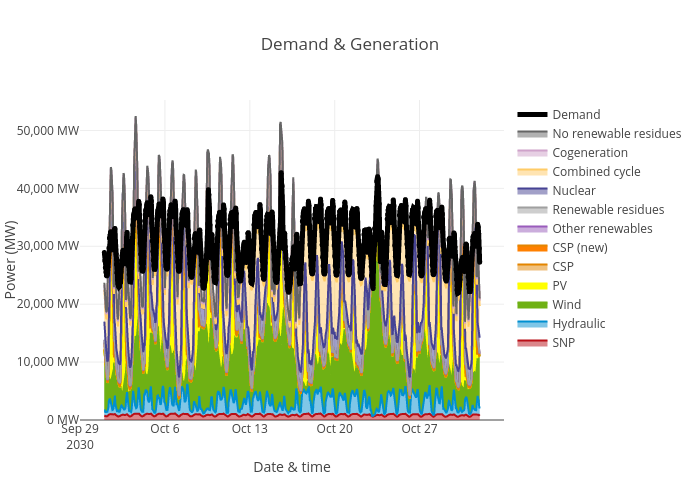 Demand & Generation
50,000 MW
40,000 MW
30,000 MW
20,000 MW
10,000 MW
0 MW
Power (MW)
Sep 29
2030
Oct 6
Oct 13
Oct 20
Oct 27
Date & time
Demand
No renewable residues
Cogeneration
Combined cycle
Nuclear
Renewable residues
Other renewables
CSP (new)
CSP
PV
Wind
Hydraulic
SNP